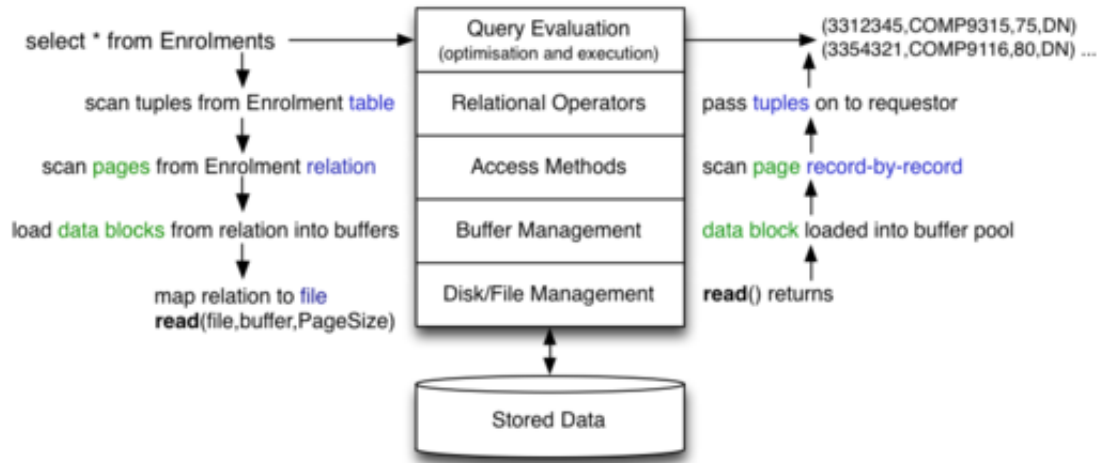 select * from Enrolments
scan tuples from Enrolment table
scan pages from Enrolment relation
load data blocks from relation into buffers
map relation to file
read(file,buffer,PageSize)
Query Evaluation
(optimisation and execution)
Relational Operators
Access Methods
Buffer Management
Disk/File Management
Stored Data
(3312345,COMP9315,75,DN)
(3354321,COMP9116,80,DN) ...
pass tuples on to requestor
scan page record-by-record
data block loaded into buffer pool
read() returns